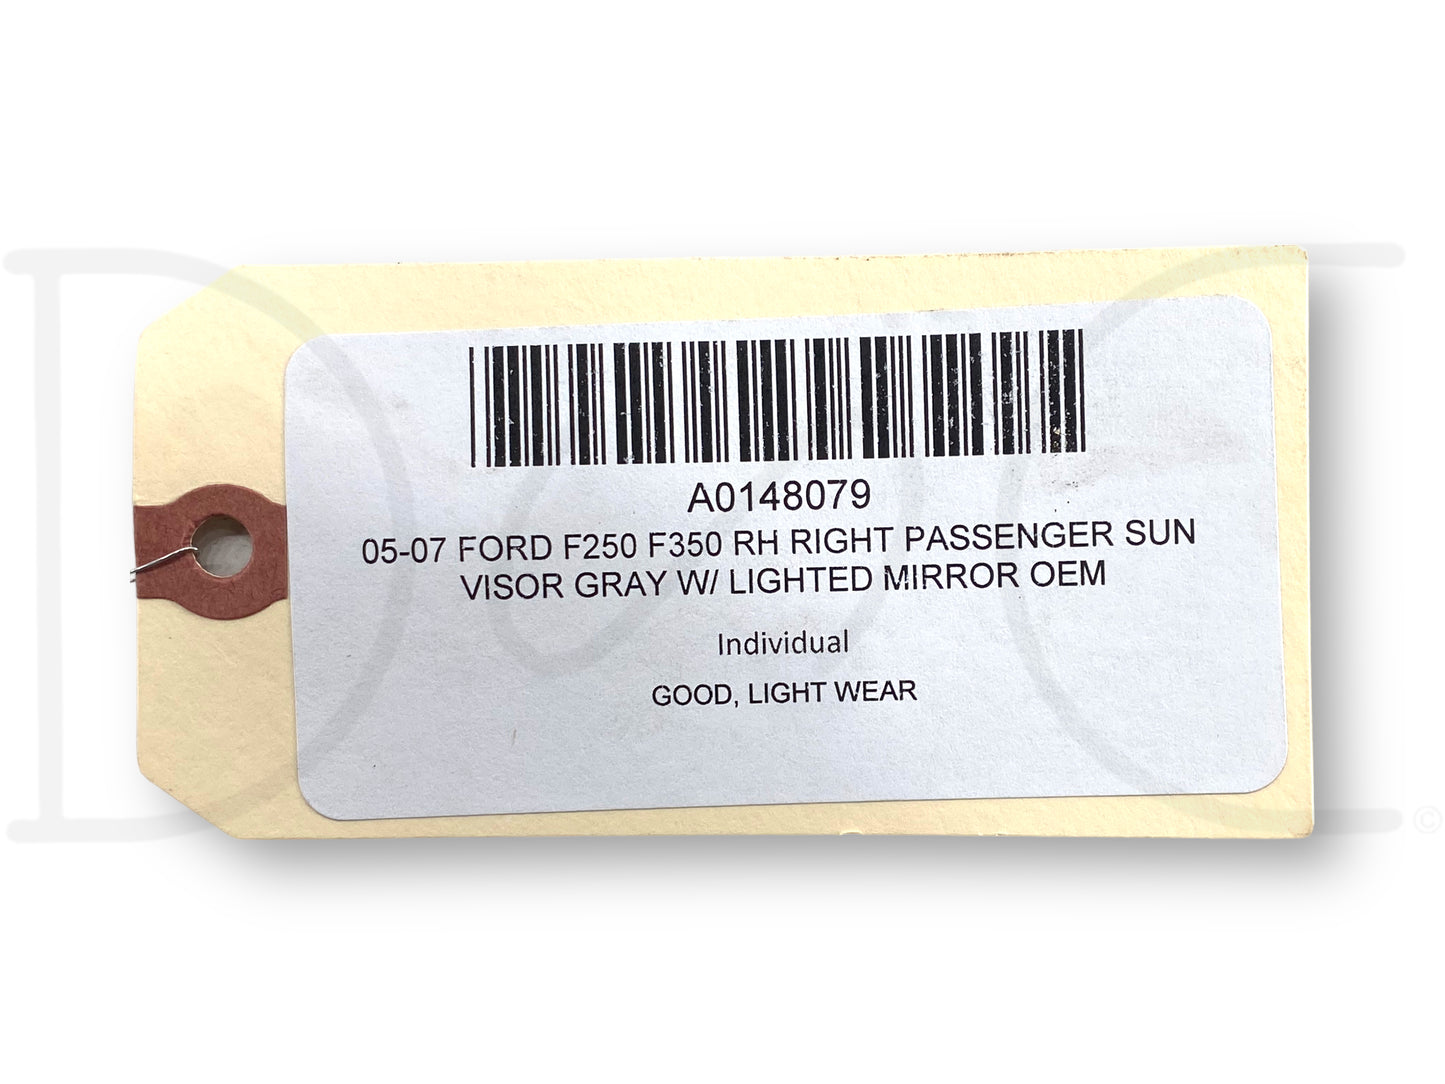 A0148079
05-07 FORD F250 F350 RH RIGHT PASSENGER SUN
VISOR GRAY W/ LIGHTED MIRROR OEM
Individual
GOOD, LIGHT WEAR
©